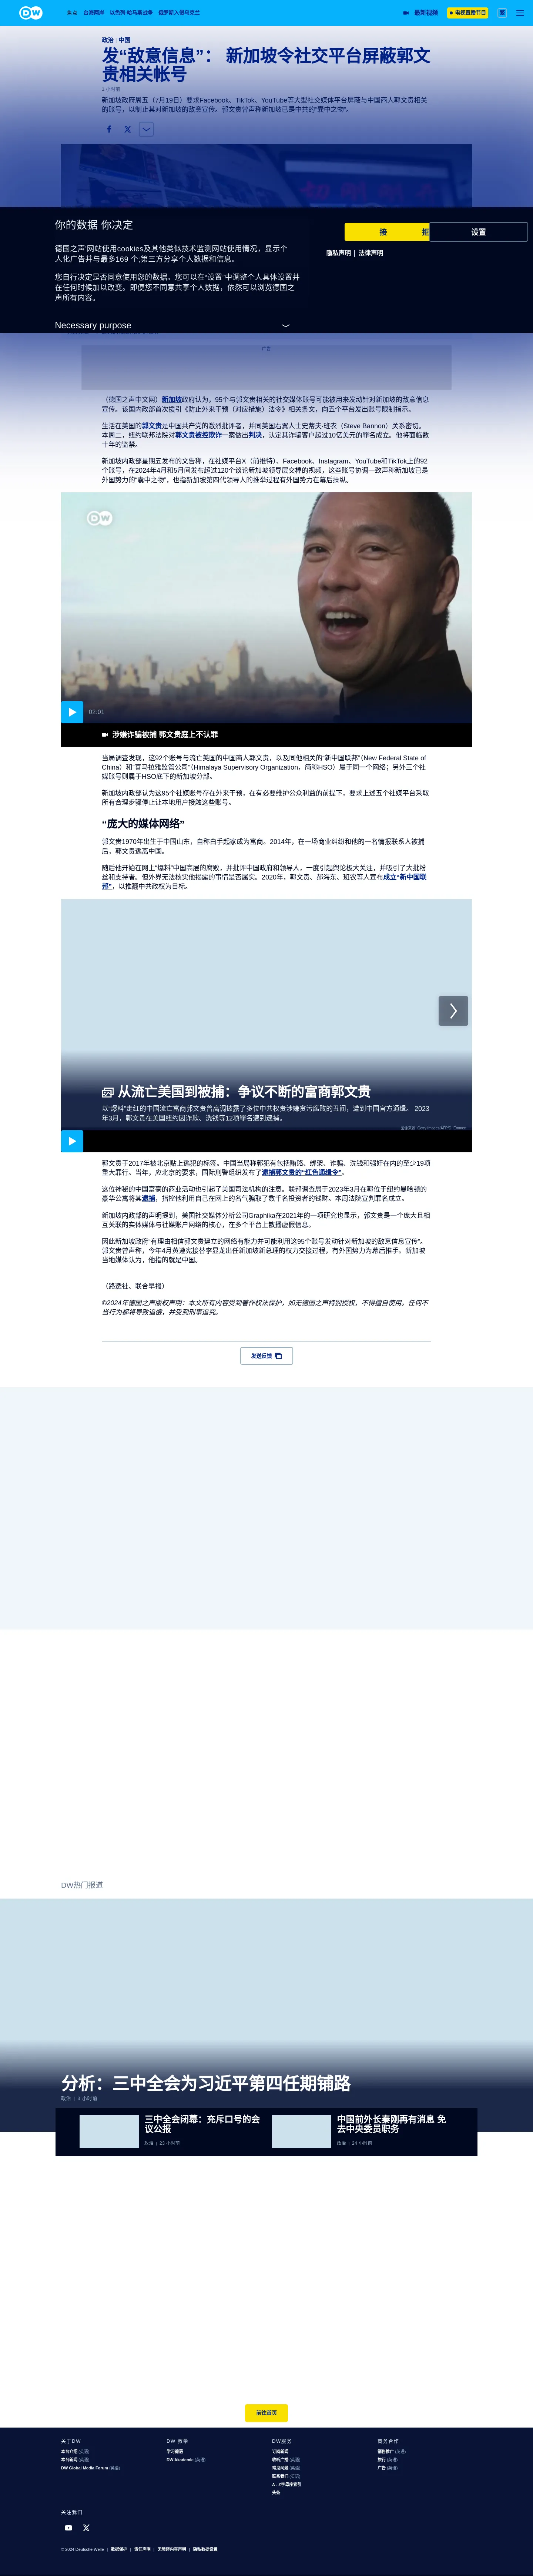 DW
焦点
台海两岸
以色列-哈马斯战争
俄罗斯入侵乌克兰
最新视频
电视直播节目
繁
政治 | 中国
发“敌意信息”： 新加坡令社交平台屏蔽郭文
贵相关帐号
1 小时前
新加坡政府周五（7月19日）要求Facebook、TikTok、YouTube等大型社交媒体平台屏蔽与中国商人郭文贵相关
的账号，以制止其对新加坡的敌意宣传。郭文贵曾声称新加坡已是中共的“囊中之物”。
你的数据 你决定
德国之声¨网站使用cookies及其他类似技术监测网站使用情况，显示个
人化广告并与最多169 个¨第三方分享个人数据和信息。
您自行决定是否同意使用您的数据。您可以在“设置”中调整个人具体设置并
在任何时候加以改变。即便您不同意共享个人数据，依然可以浏览德国之
声所有内容。
Necessary purpose
接
拒
设置
隐私声明 | 法律声明
广告
（德国之声中文网）新加坡政府认为，95个与郭文贵相关的社交媒体账号可能被用来发动针对新加坡的敌意信息
宣传。该国内政部首次援引《防止外来干预（对应措施）法令》相关条文，向五个平台发出账号限制指示。
生活在美国的郭文贵是中国共产党的激烈批评者，并同美国右翼人士史蒂夫·班农（Steve Bannon）关系密切。
本周二，纽约联邦法院对郭文贵被控欺诈一案做出判决，认定其诈骗客户超过10亿美元的罪名成立。他将面临数
十年的监禁。
新加坡内政部星期五发布的文告称，在社媒平台X（前推特）、Facebook、Instagram、YouTube和TikTok上的92
个账号，在2024年4月和5月间发布超过120个谈论新加坡领导层交棒的视频，这些账号协调一致声称新加坡已是
外国势力的“囊中之物”，也指新加坡第四代领导人的推举过程有外国势力在幕后操纵。
DW
02:01
涉嫌诈骗被捕 郭文贵庭上不认罪
当局调查发现，这92个账号与流亡美国的中国商人郭文贵，以及同他相关的“新中国联邦”（New Federal State of
China）和“喜马拉雅监管公司”（Himalaya Supervisory Organization，简称HSO）属于同一个网络；另外三个社
媒账号则属于HSO底下的新加坡分部。
新加坡内政部认为这95个社媒账号存在外来干预，在有必要维护公众利益的前提下，要求上述五个社媒平台采取
所有合理步骤停止让本地用户接触这些账号。
“庞大的媒体网络”
郭文贵1970年出生于中国山东，自称白手起家成为富商。2014年，在一场商业纠纷和他的一名情报联系人被捕
后，郭文贵逃离中国。
随后他开始在网上“爆料”中国高层的腐败，并批评中国政府和领导人，一度引起舆论极大关注，并吸引了大批粉
丝和支持者。但外界无法核实他揭露的事情是否属实。2020年，郭文贵、郝海东、班农等人宣布成立“新中国联
邦”，以推翻中共政权为目标。
从流亡美国到被捕：争议不断的富商郭文贵
以“爆料”走红的中国流亡富商郭文贵曾高调披露了多位中共权贵涉嫌贪污腐败的丑闻，遭到中国官方通缉。 2023
年3月，郭文贵在美国纽约因诈欺、洗钱等12项罪名遭到逮捕。
图像来源: Getty Images/AFP/D. Emmert
郭文贵于2017年被北京贴上逃犯的标签。中国当局称郭犯有包括贿赂、绑架、诈骗、洗钱和强奸在内的至少19项
重大罪行。当年，应北京的要求，国际刑警组织发布了逮捕郭文贵的“红色通缉令”。
这位神秘的中国富商的商业活动也引起了美国司法机构的注意。联邦调查局于2023年3月在郭位于纽约曼哈顿的
豪华公寓将其逮捕，指控他利用自己在网上的名气骗取了数千名投资者的钱财。本周法院宣判罪名成立。
新加坡内政部的声明提到，美国社交媒体分析公司Graphika在2021年的一项研究也显示，郭文贵是一个庞大且相
互关联的实体媒体与社媒账户网络的核心，在多个平台上散播虚假信息。
因此新加坡政府“有理由相信郭文贵建立的网络有能力并可能利用这95个账号发动针对新加坡的敌意信息宣传”。
郭文贵曾声称，今年4月黄遵宪接替李显龙出任新加坡新总理的权力交接过程，有外国势力为幕后推手。新加坡
当地媒体认为，他指的就是中国。
（路透社、联合早报）
©2024年德国之声版权声明：本文所有内容受到著作权法保护，如无德国之声特别授权，不得擅自使用。任何不
当行为都将导致追偿，并受到刑事追究。
发送反馈
DW热门报道
分析：三中全会为习近平第四任期铺路
政治 | 3 小时前
三中全会闭幕：充斥口号的会
议公报
政治 | 23 小时前
中国前外长秦刚再有消息 免
去中央委员职务
政治 | 24 小时前
前往首页
关于DW
本台介绍 (英语)
本台新闻 (英语)
DW Global Media Forum (英语)
DW 教學
学习德语
DW Akademie (英语)
DW服务
订阅新闻
收听广播 (英语)
常见问题 (英语)
联系我们 (英语)
A - Z字母序索引
头条
商务合作
销售推广 (英语)
旅行 (英语)
广告 (英语)
关注我们
© 2024 Deutsche Welle | 数据保护 | 责任声明 | 无障碍内容声明 | 隐私数据设置